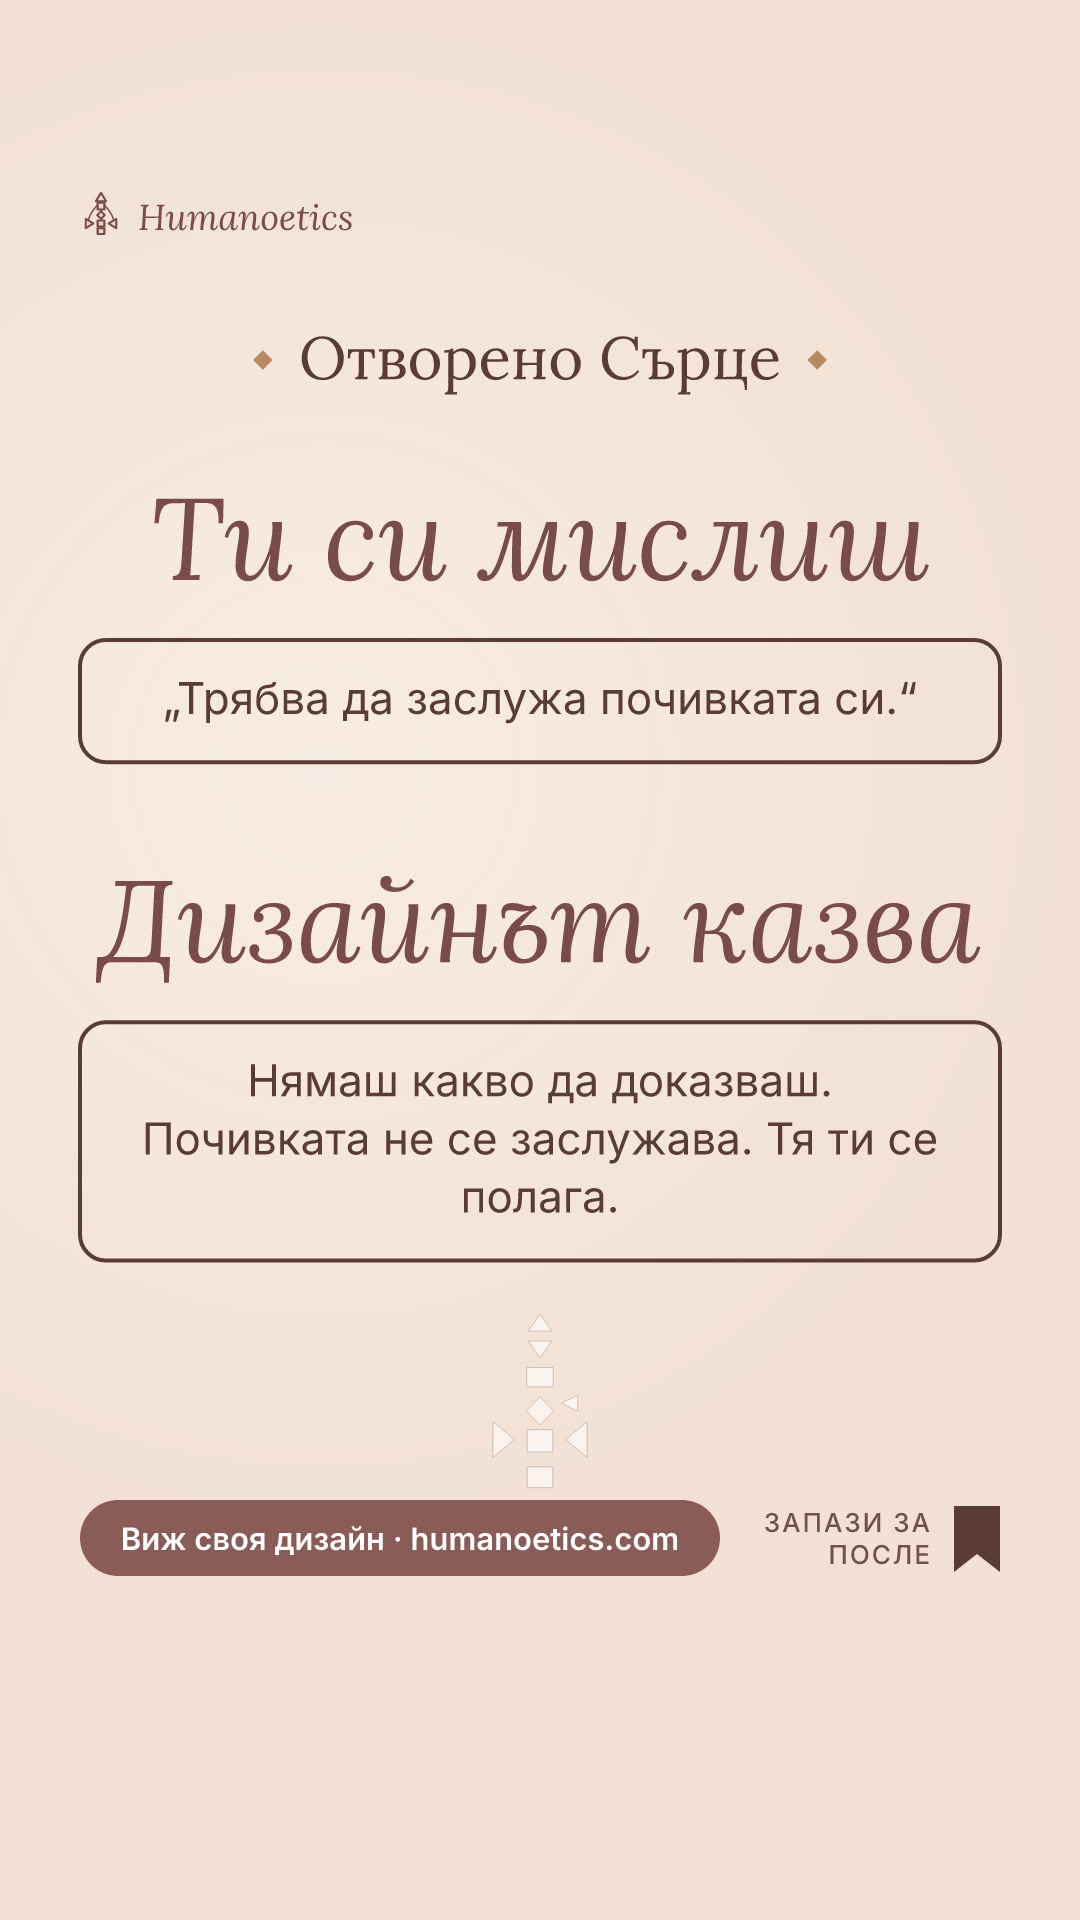 Humanoetics
Отворено Сърце
Ти си мислиш
„Трябва да заслужа почивката си.“
Дизайнът казва
Нямаш какво да доказваш.
Почивката не се заслужава. Тя ти се
полага.
Виж своя дизайн · humanoetics.com
ЗАПАЗИ ЗА
ПОСЛЕ